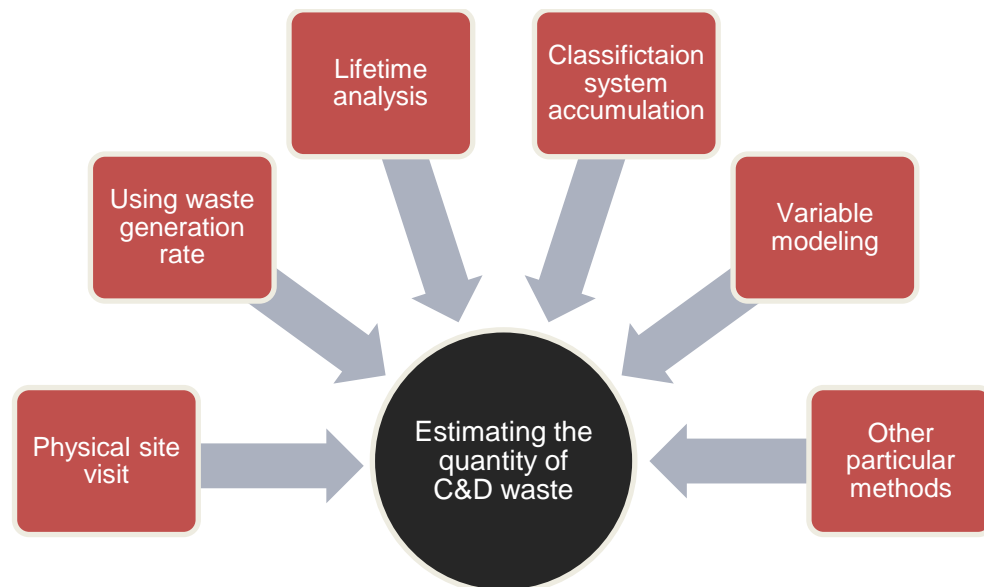 Physical site
visit
Using waste
generation
rate
Lifetime
analysis
Classifictaion
system
accumulation
Variable
modeling
Other
particular
methods
Estimating the
quantity of
C&D waste